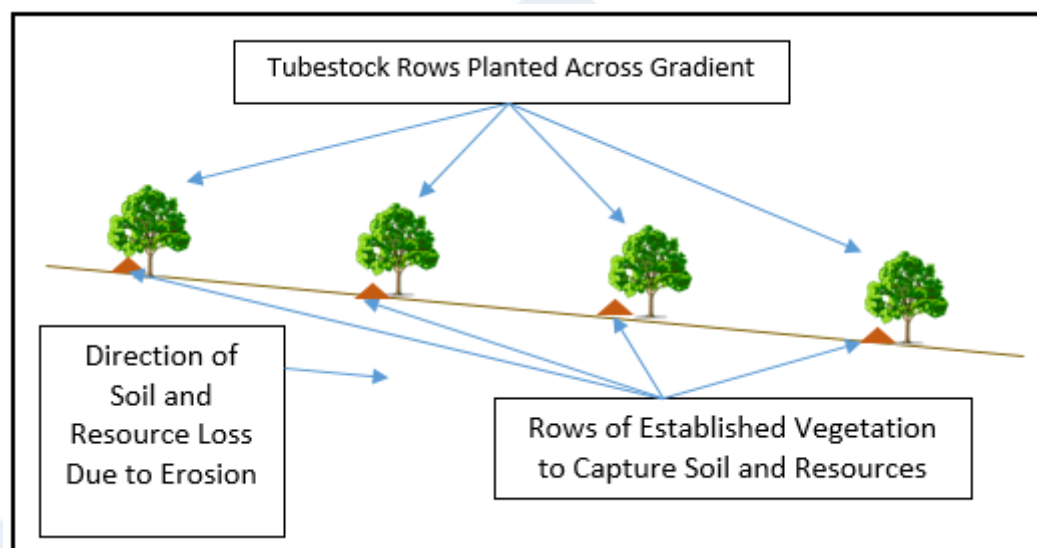 Tubestock Rows Planted Across Gradient
Direction of
Soil and
Resource Loss
Due to Erosion
Rows of Established Vegetation
to Capture Soil and Resources